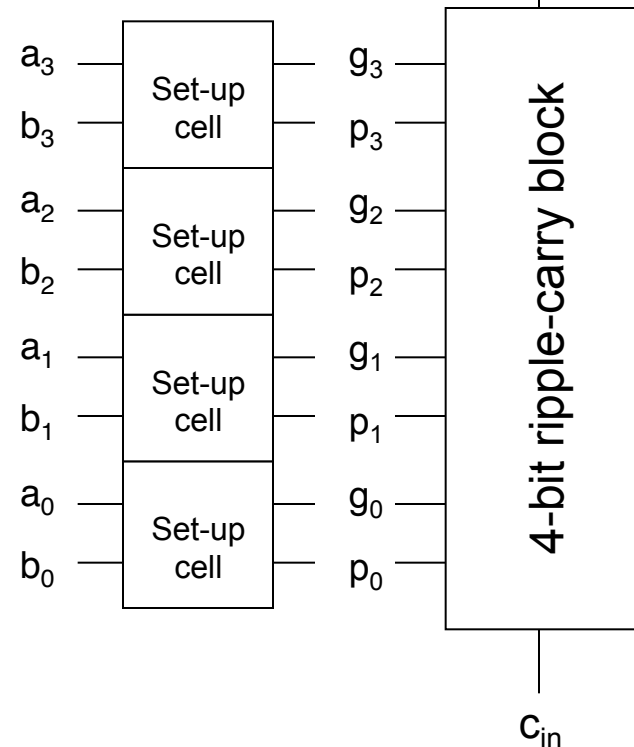 a₃
g₃
Set-up
cell
b₃
p₃
a₂
g₂
Set-up
cell
b₂
p₂
a₁
g₁
Set-up
cell
b₁
p₁
a₀
g₀
Set-up
cell
b₀
p₀
4-bit ripple-carry block
cᵢₙ